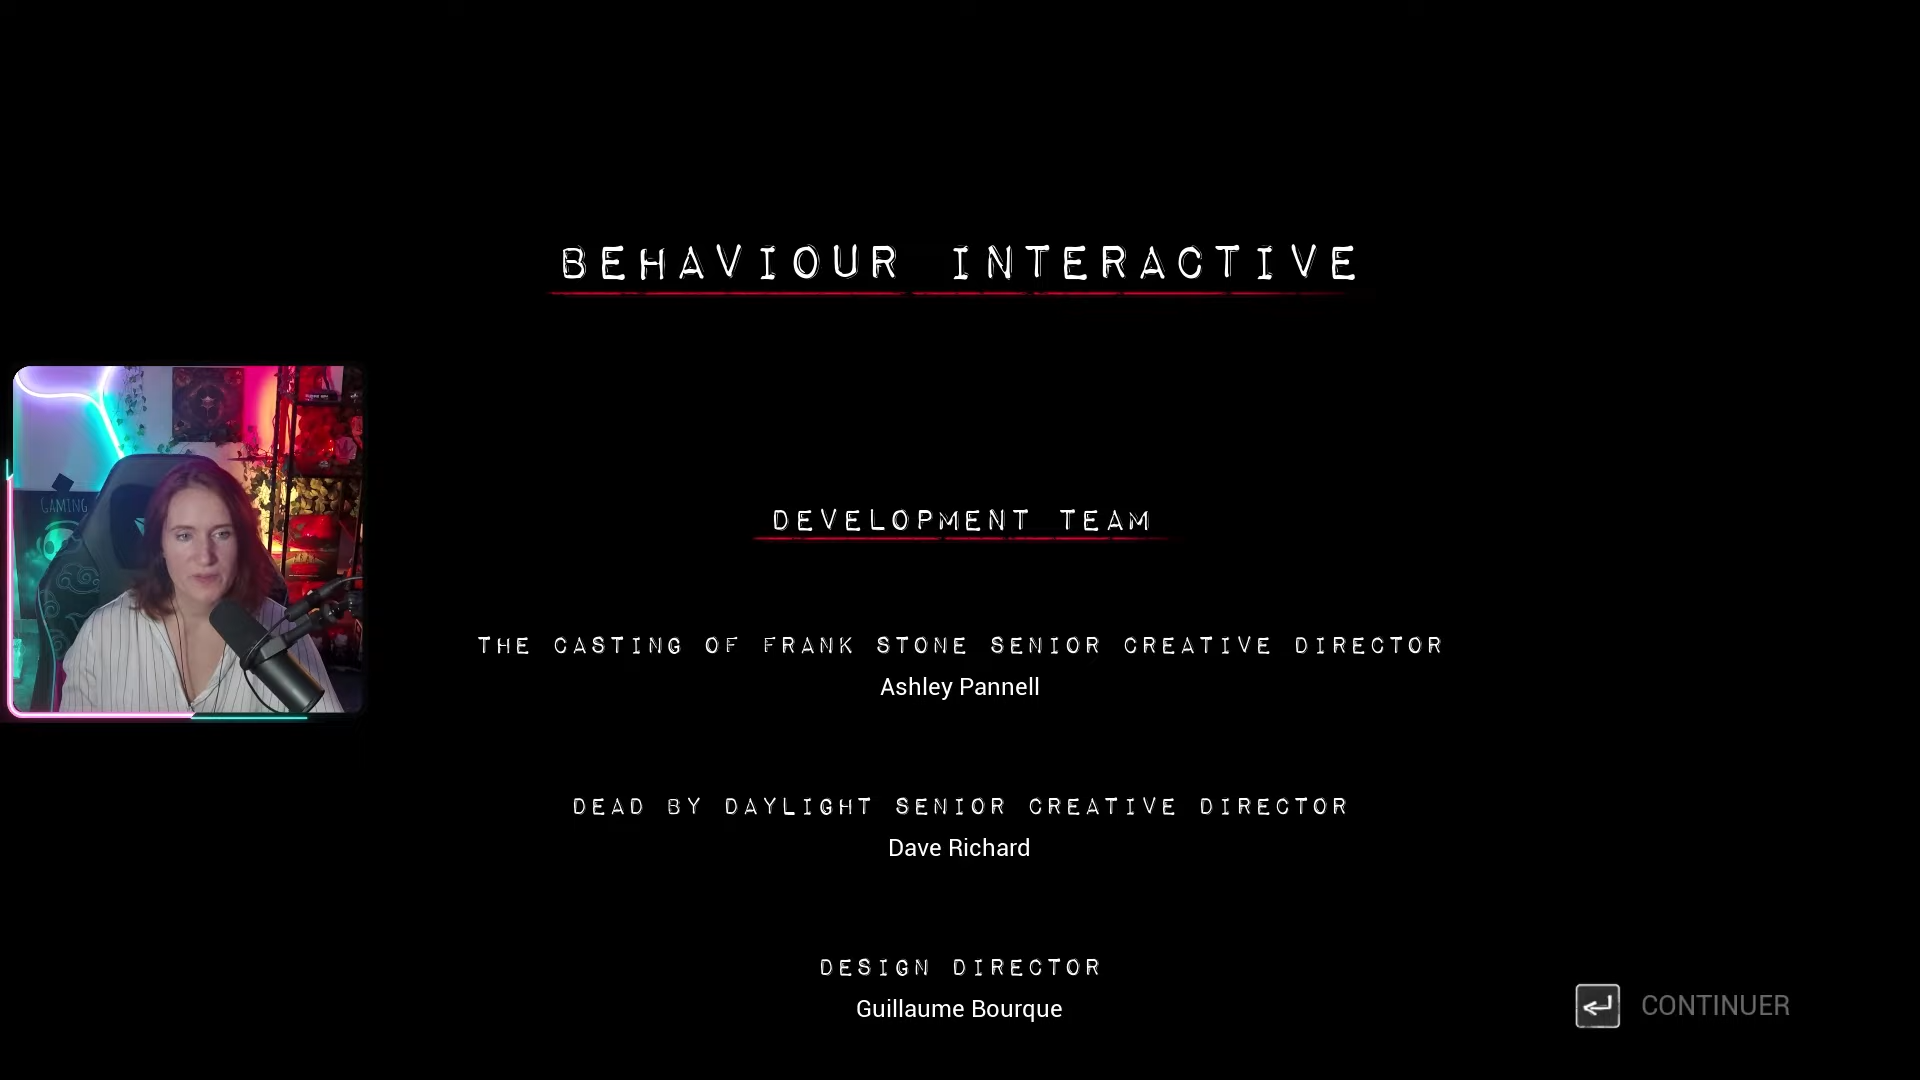 BEHAVIOUR INTERACTIVE
GAMING
DEVELOPMENT TEAM
THE CASTING OF FRANK STONE SENIOR CREATIVE DIRECTOR
Ashley Pannell
DEAD BY DAYLIGHT SENIOR CREATIVE DIRECTOR
Dave Richard
DESIGN DIRECTOR
Guillaume Bourque
CONTINUER